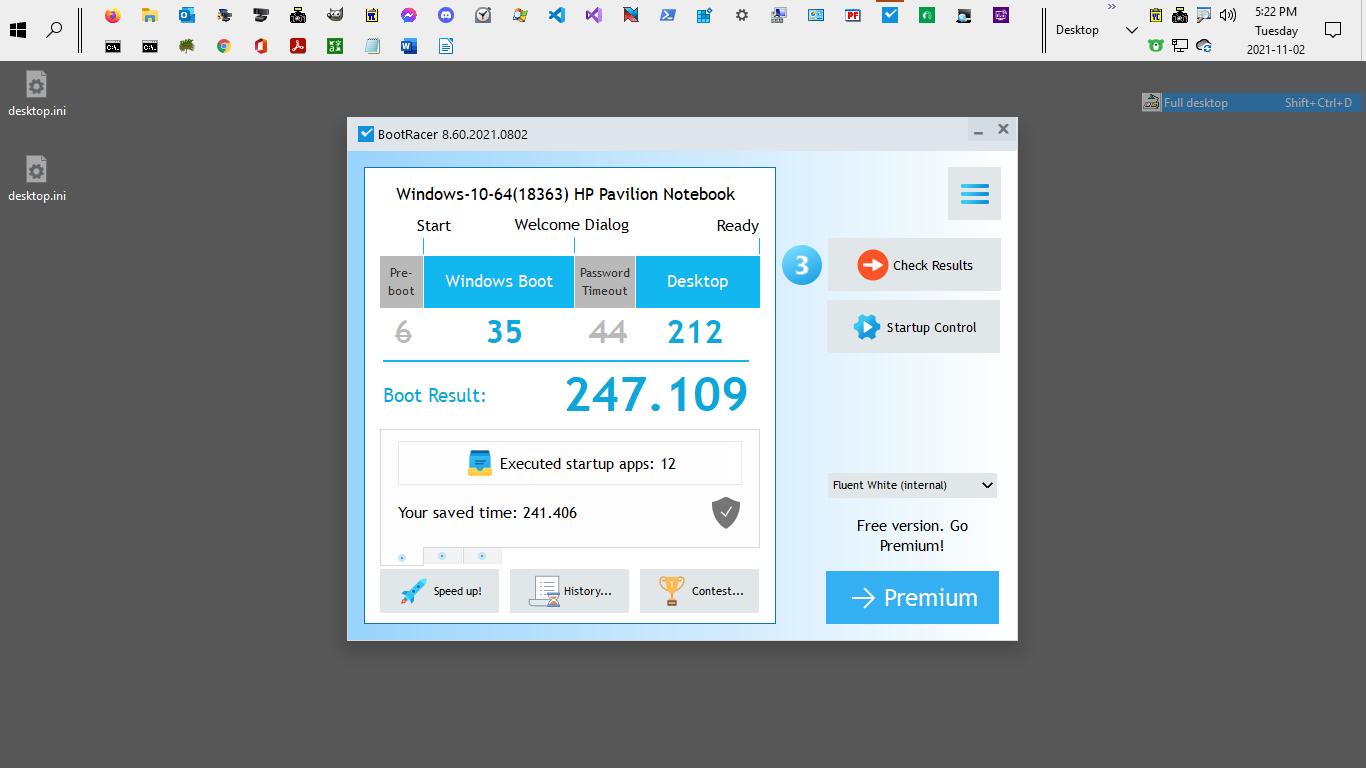 Desktop
»
5:22 PM
Tuesday
2021-11-02
desktop.ini
desktop.ini
Full desktop Shift+Ctrl+D
BootRacer 8.60.2021.0802
Windows-10-64(18363) HP Pavilion Notebook
Start Welcome Dialog Ready
Pre-
boot
Windows Boot
Password
Timeout
Desktop
6 35 44 212
Boot Result: 247.109
Executed startup apps: 12
Your saved time: 241.406
Speed up! History... Contest...
3
Check Results
Startup Control
Fluent White (internal)
Free version. Go
Premium!
Premium